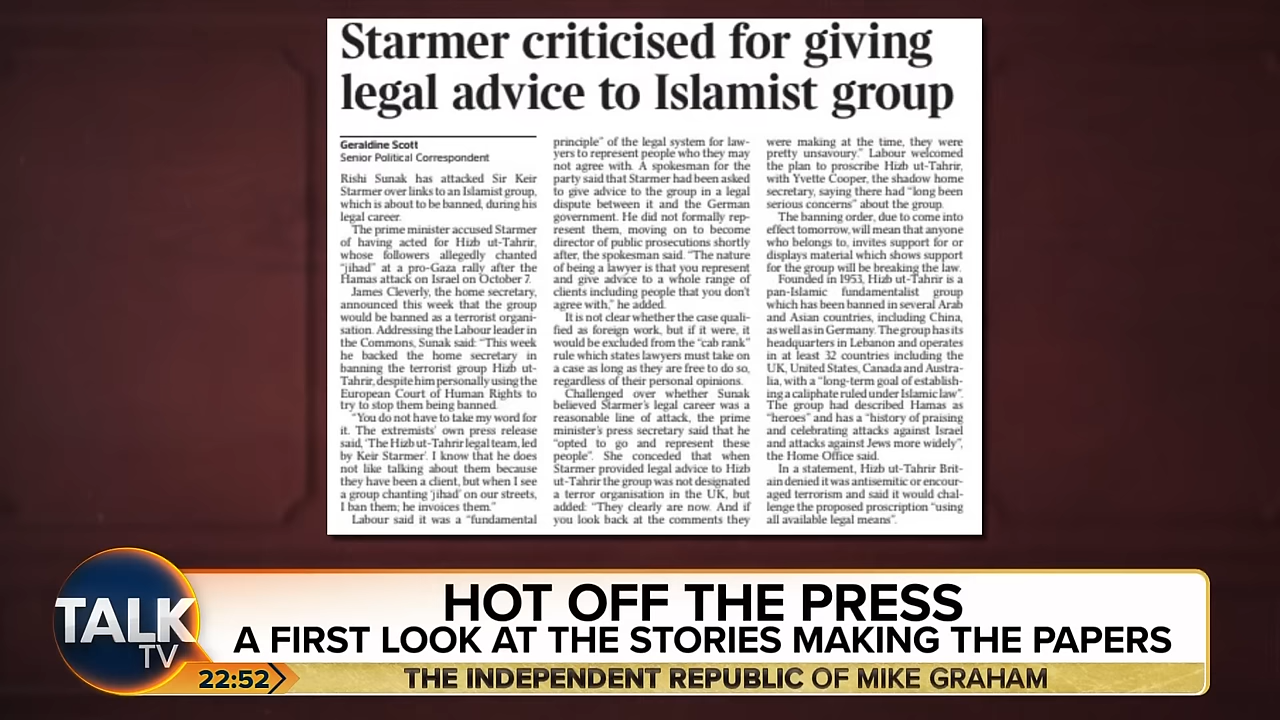 Starmer criticised for giving
legal advice to Islamist group
Geraldine Scott
Senior Political Correspondent
Rishi Sunak has attacked Sir Keir
Starmer over links to an Islamist group,
which is about to be banned, during his
legal career.
The prime minister accused Starmer
of having acted for Hizb ut-Tahrir,
whose followers allegedly chanted
"jihad" at a pro-Gaza rally after the
Hamas attack on Israel on October 7.
James Cleverly, the home secretary,
announced this week that the group
would be banned as a terrorist organi-
sation. Addressing the Labour leader in
the Commons, Sunak said: "This week
he backed the home secretary in
banning the terrorist group Hizb ut-
Tahrir, despite him personally using the
European Court of Human Rights to
try to stop them being banned.
"You do not have to take my word for
it. The extremists' own press release
said, 'The Hizb ut-Tahrir legal team, led
by Keir Starmer'. I know that he does
not like talking about them because
they have been a client, but when I see
a group chanting 'jihad' on our streets,
I ban them; he invoices them."
Labour said it was a "fundamental
principle" of the legal system for law-
yers to represent people who they may
not agree with. A spokesman for the
party said that Starmer had been asked
to give advice to the group in a legal
dispute between it and the German
government. He did not formally rep-
resent them, moving on to become
director of public prosecutions shortly
after, the spokesman said. "The nature
of being a lawyer is that you represent
and give advice to a whole range of
clients including people that you don't
agree with," he added.
It is not clear whether the case quali-
fied as foreign work, but if it were, it
would be excluded from the "cab rank"
rule which states lawyers must take on
a case as long as they are free to do so,
regardless of their personal opinions.
Challenged over whether Sunak
believed Starmer's legal career was a
reasonable line of attack, the prime
minister's press secretary said that he
"opted to go and represent these
people". She conceded that when
Starmer provided legal advice to Hizb
ut-Tahrir the group was not designated
a terror organisation in the UK, but
added: "They clearly are now. And if
you look back at the comments they
were making at the time, they were
pretty unsavoury." Labour welcomed
the plan to proscribe Hizb ut-Tahrir,
with Yvette Cooper, the shadow home
secretary, saying there had "long been
serious concerns" about the group.
The banning order, due to come into
effect tomorrow, will mean that anyone
who belongs to, invites support for or
displays material which shows support
for the group will be breaking the law.
Founded in 1953, Hizb ut-Tahrir is a
pan-Islamic fundamentalist group
which has been banned in several Arab
and Asian countries, including China,
as well as in Germany. The group has its
headquarters in Lebanon and operates
in at least 32 countries including the
UK, United States, Canada and Austra-
lia, with a "long-term goal of establish-
ing a caliphate ruled under Islamic law".
The group had described Hamas as
"heroes" and has a "history of praising
and celebrating attacks against Israel
and attacks against Jews more widely",
the Home Office said.
In a statement, Hizb ut-Tahrir Brit-
ain denied it was antisemitic or encour-
aged terrorism and said it would chal-
lenge the proposed proscription "using
all available legal means".
HOT OFF THE PRESS
A FIRST LOOK AT THE STORIES MAKING THE PAPERS
TALK
TV
22:52
THE INDEPENDENT REPUBLIC OF MIKE GRAHAM